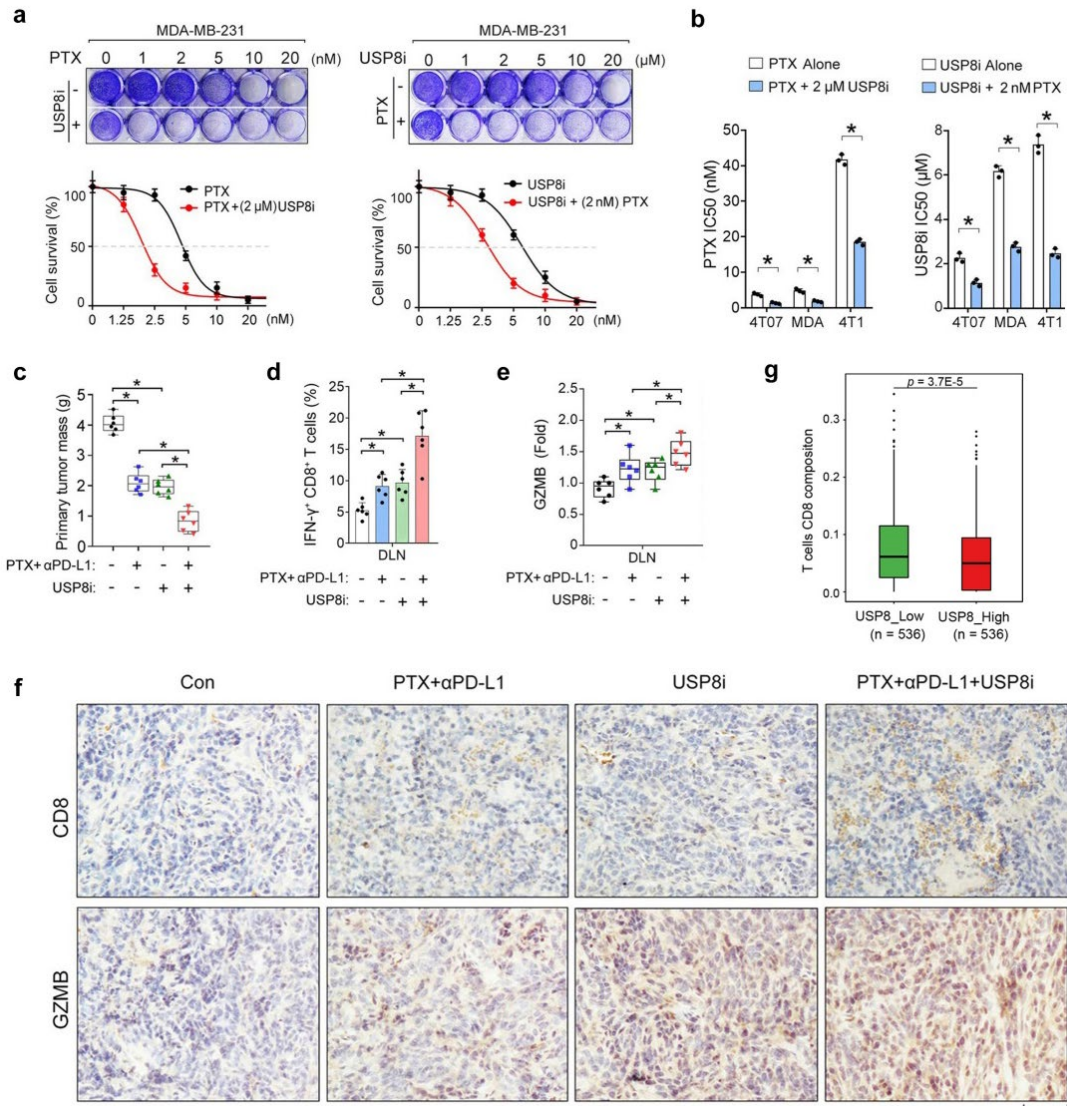 a
MDA-MB-231
PTX 0 1 2 5 10 20 (nM)
USP8i
-
+
MDA-MB-231
USP8i 0 1 2 5 10 20 (μM)
PTX
-
+
Cell survival (%)
100
50
0
PTX
PTX+(2 μM)USP8i
0 1.25 2.5 5 10 20 (nM)
Cell survival (%)
100
50
0
USP8i
USP8i + (2 nM) PTX
0 1.25 2.5 5 10 20 (nM)
b
PTX Alone
PTX + 2 μM USP8i
PTX IC50 (nM)
50
40
30
20
10
0
* * *
4T07 MDA 4T1
USP8i Alone
USP8i + 2 nM PTX
USP8i IC50 (μM)
8
6
4
2
0
* * *
4T07 MDA 4T1
c
Primary tumor mass (g)
5
4
3
2
1
0
* * * *
PTX+αPD-L1: - + - +
USP8i: - - + +
d
IFN-γ⁺ CD8⁺ T cells (%)
25
20
15
10
5
0
* * * *
DLN
PTX+αPD-L1: - + - +
USP8i: - - + +
e
GZMB (Fold)
2.5
2.0
1.5
1.0
0.5
0
* * * *
DLN
PTX+αPD-L1: - + - +
USP8i: - - + +
g
p = 3.7E-5
T cells CD8 compositon
0.3
0.2
0.1
0.0
USP8_Low
(n = 536)
USP8_High
(n = 536)
f
Con PTX+αPD-L1 USP8i PTX+αPD-L1+USP8i
CD8
GZMB